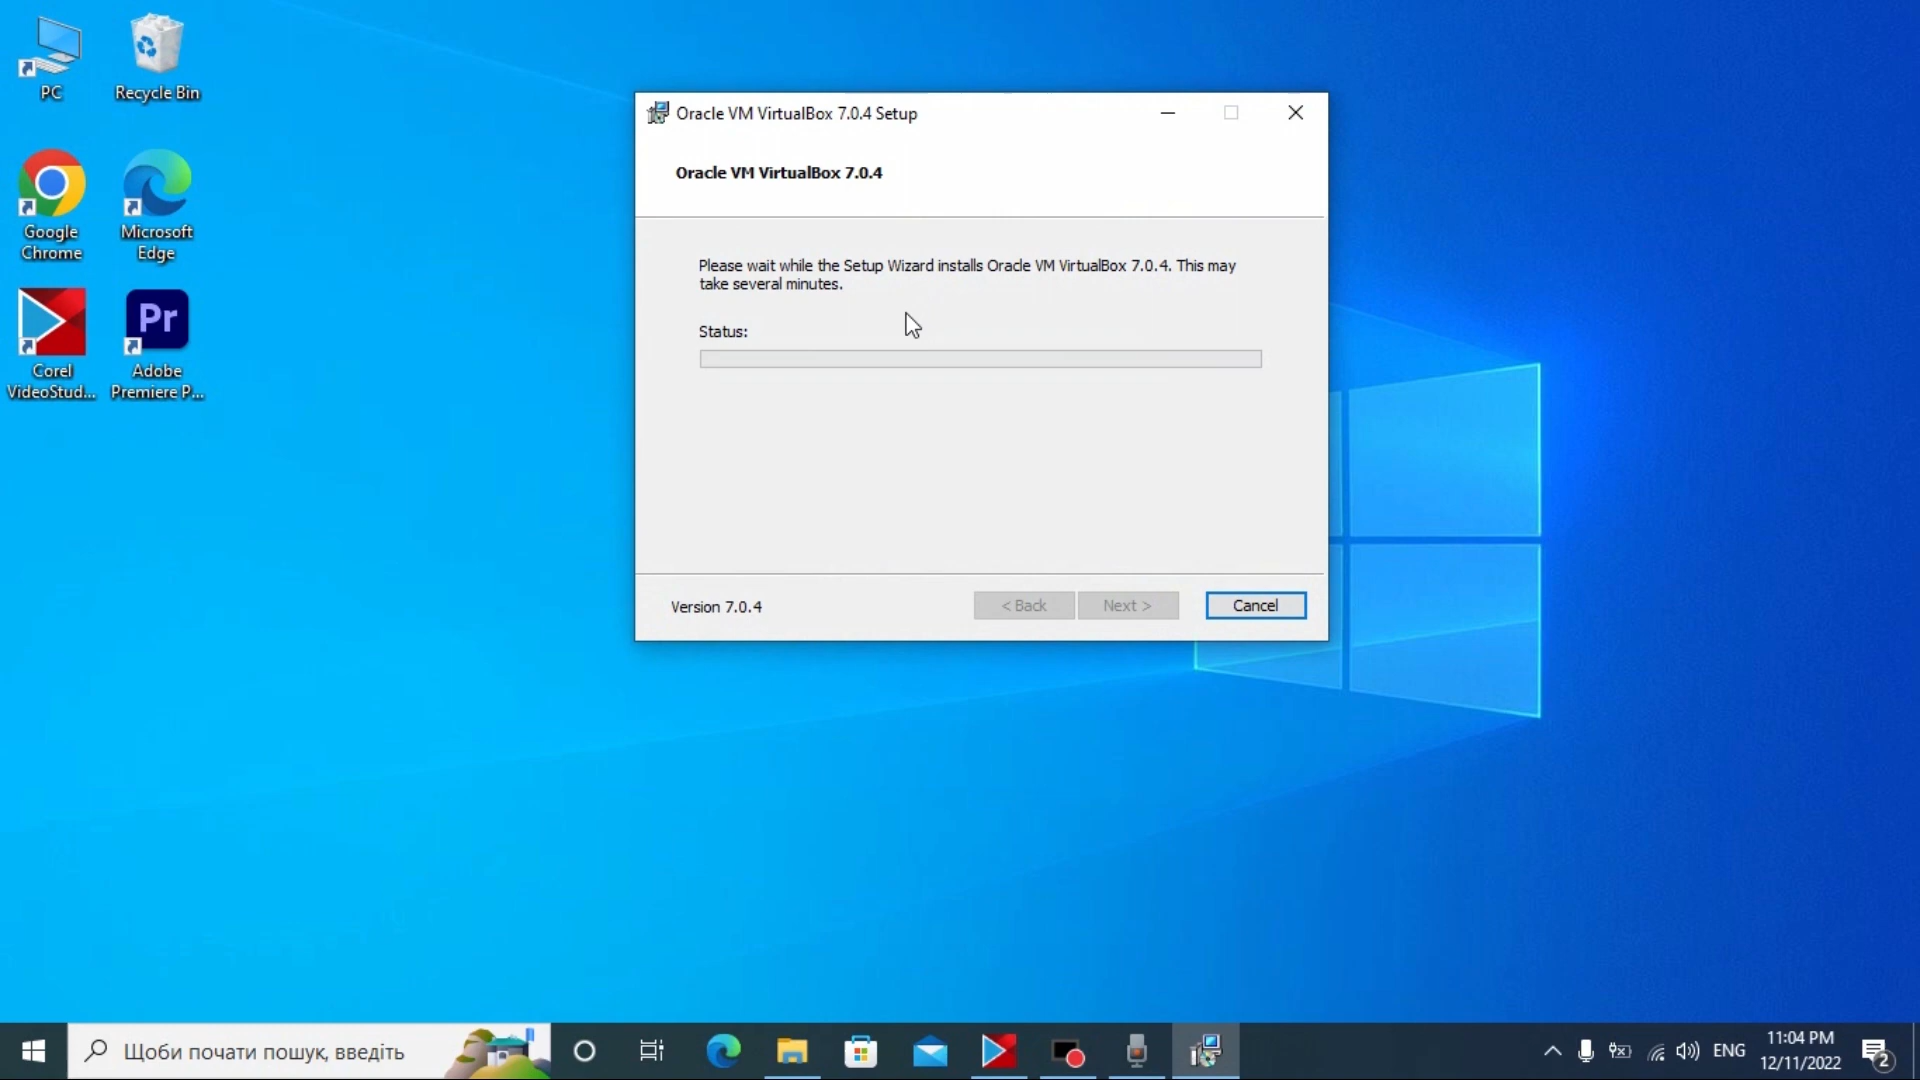 PC
Recycle Bin
Google
Chrome
Microsoft
Edge
Pr
Corel
VideoStud...
Adobe
Premiere P...
Oracle VM VirtualBox 7.0.4 Setup
Oracle VM VirtualBox 7.0.4
Please wait while the Setup Wizard installs Oracle VM VirtualBox 7.0.4. This may
take several minutes.
Status:
Version 7.0.4
< Back
Next >
Cancel
Щоби почати пошук, введіть
ENG
11:04 PM
12/11/2022
2